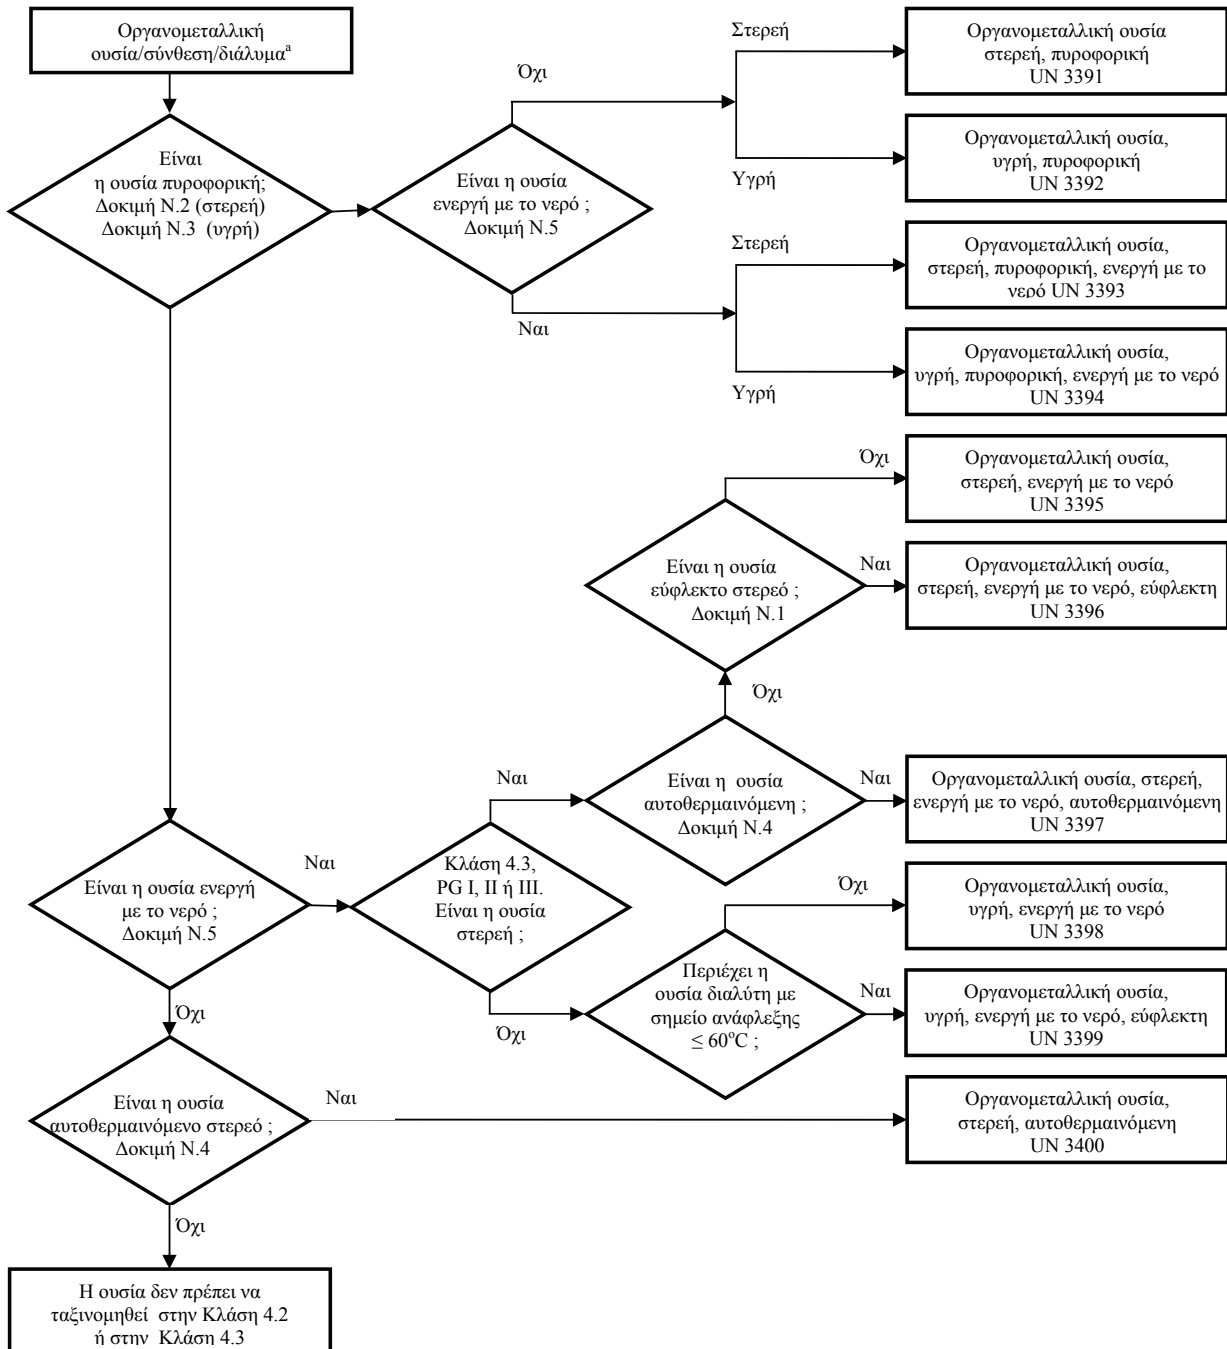 Οργανομεταλλική
ουσία/σύνθεση/διάλυμαª
Είναι
η ουσία πυροφορική;
Δοκιμή N.2 (στερεή)
Δοκιμή N.3 (υγρή)
Όχι
Είναι η ουσία
ενεργή με το νερό ;
Δοκιμή N.5
Ναι
Στερεή
Οργανομεταλλική ουσία
στερεή, πυροφορική
UN 3391
Υγρή
Οργανομεταλλική ουσία,
υγρή, πυροφορική
UN 3392
Στερεή
Οργανομεταλλική ουσία,
στερεή, πυροφορική, ενεργή με το
νερό UN 3393
Υγρή
Οργανομεταλλική ουσία,
υγρή, πυροφορική, ενεργή με το νερό
UN 3394
Όχι
Οργανομεταλλική ουσία,
στερεή, ενεργή με το νερό
UN 3395
Είναι η ουσία
εύφλεκτο στερεό ;
Δοκιμή N.1
Ναι
Οργανομεταλλική ουσία,
στερεή, ενεργή με το νερό, εύφλεκτη
UN 3396
Όχι
Ναι
Είναι η ουσία
αυτοθερμαινόμενη ;
Δοκιμή N.4
Ναι
Οργανομεταλλική ουσία, στερεή,
ενεργή με το νερό, αυτοθερμαινόμενη
UN 3397
Είναι η ουσία ενεργή
με το νερό ;
Δοκιμή N.5
Ναι
Κλάση 4.3,
PG I, II ή III.
Είναι η ουσία
στερεή ;
Όχι
Οργανομεταλλική ουσία,
υγρή, ενεργή με το νερό
UN 3398
Όχι
Όχι
Περιέχει η
ουσία διαλύτη με
σημείο ανάφλεξης
≤ 60°C ;
Ναι
Οργανομεταλλική ουσία,
υγρή, ενεργή με το νερό, εύφλεκτη
UN 3399
Είναι η ουσία
αυτοθερμαινόμενο στερεό ;
Δοκιμή N.4
Ναι
Οργανομεταλλική ουσία,
στερεή, αυτοθερμαινόμενη
UN 3400
Όχι
Η ουσία δεν πρέπει να
ταξινομηθεί στην Κλάση 4.2
ή στην Κλάση 4.3